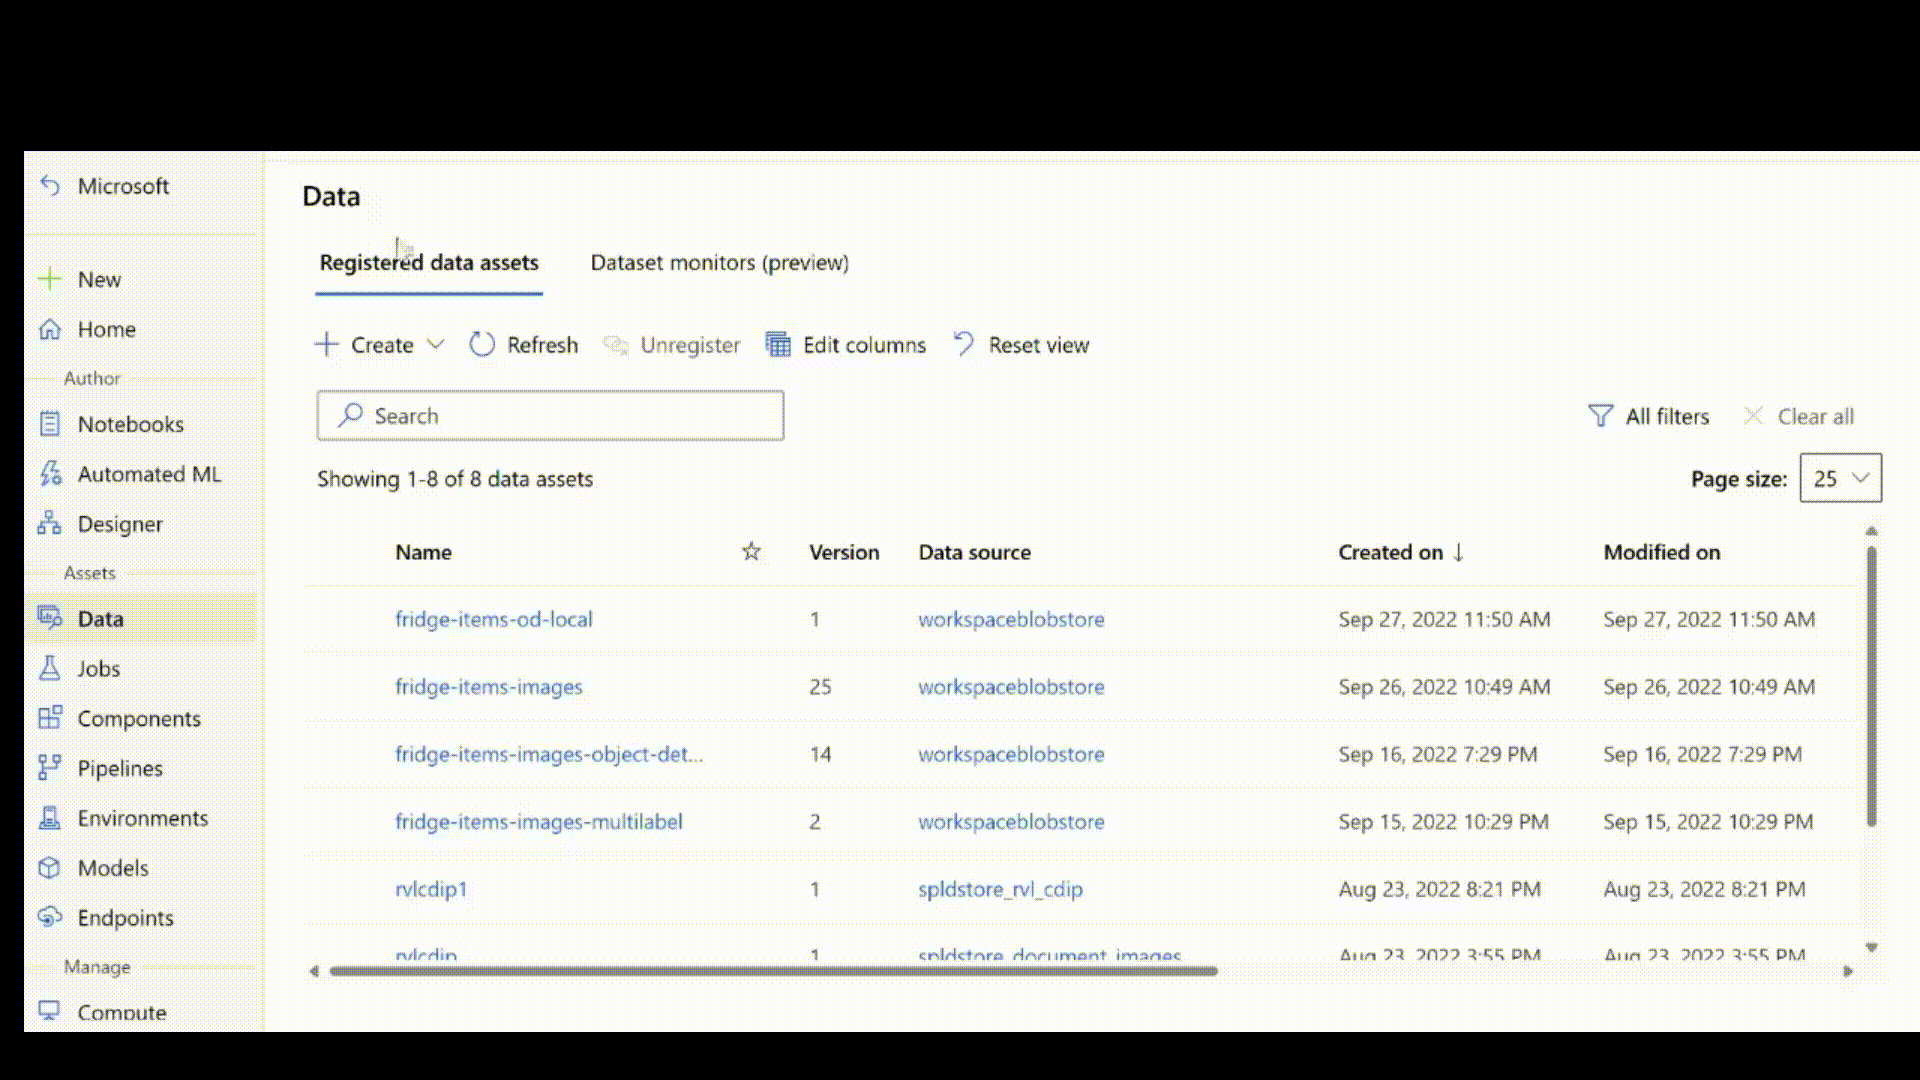 Microsoft
New
Home
Author
Notebooks
Automated ML
Designer
Assets
Data
Jobs
Components
Pipelines
Environments
Models
Endpoints
Manage
Compute
Data
Registered data assets Dataset monitors (preview)
Create Refresh Unregister Edit columns Reset view
Search All filters Clear all
Showing 1-8 of 8 data assets Page size: 25
Name Version Data source Created on ↓ Modified on
fridge-items-od-local 1 workspaceblobstore Sep 27, 2022 11:50 AM Sep 27, 2022 11:50 AM
fridge-items-images 25 workspaceblobstore Sep 26, 2022 10:49 AM Sep 26, 2022 10:49 AM
fridge-items-images-object-det... 14 workspaceblobstore Sep 16, 2022 7:29 PM Sep 16, 2022 7:29 PM
fridge-items-images-multilabel 2 workspaceblobstore Sep 15, 2022 10:29 PM Sep 15, 2022 10:29 PM
rvlcdip1 1 spldstore_rvl_cdip Aug 23, 2022 8:21 PM Aug 23, 2022 8:21 PM
rvlcdip 1 spldstore_document_images Aug 23, 2022 3:55 PM Aug 23, 2022 3:55 PM